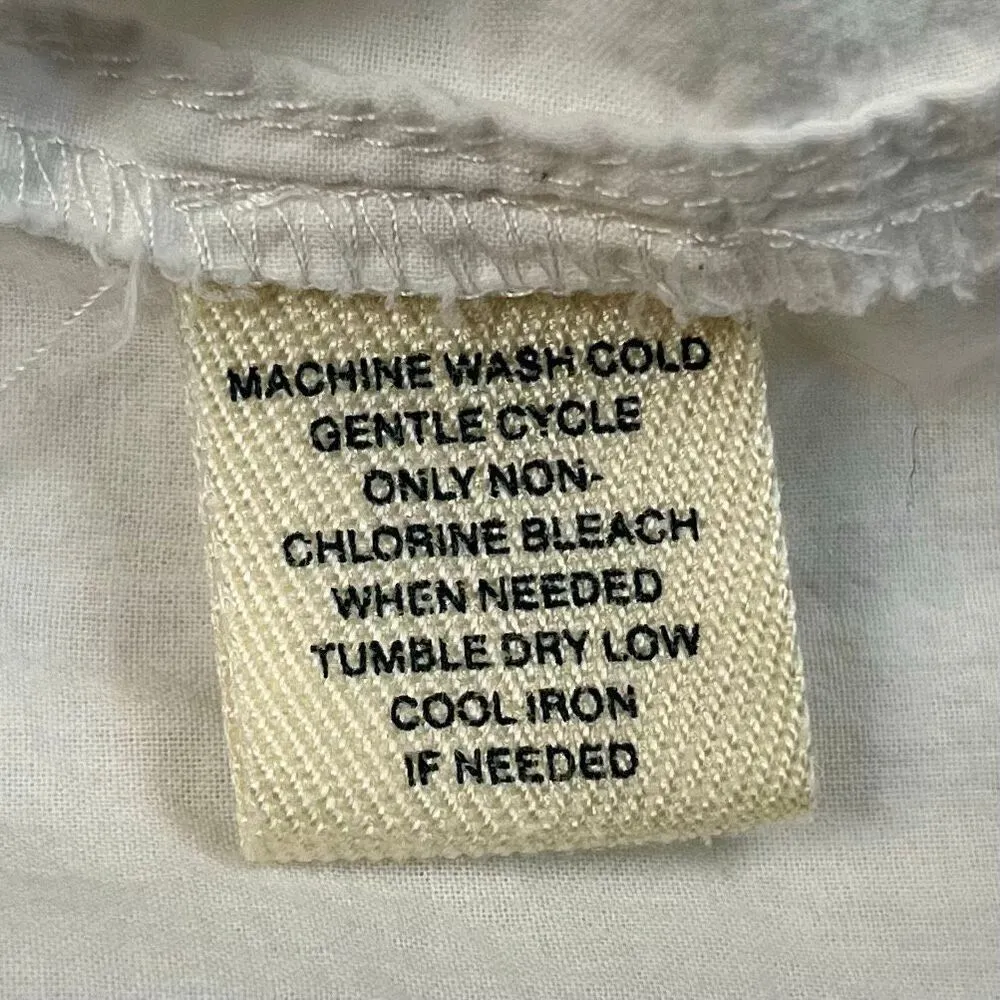 MACHINE WASH COLD
GENTLE CYCLE
ONLY NON-
CHLORINE BLEACH
WHEN NEEDED
TUMBLE DRY LOW
COOL IRON
IF NEEDED